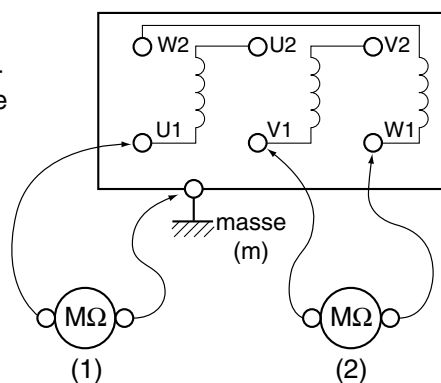 W2 U2 V2
-
e
U1 V1 W1
masse
(m)
MΩ MΩ
(1) (2)